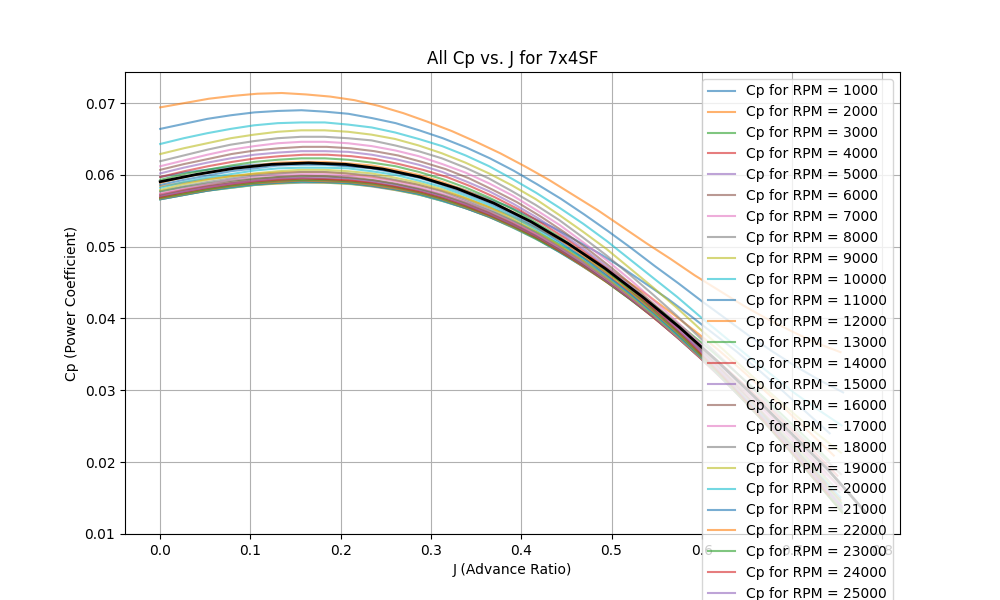 All Cp vs. J for 7x4SF
Cp (Power Coefficient)
0.07
0.06
0.05
0.04
0.03
0.02
0.01
0.0
0.1
0.2
0.3
0.4
0.5
0.6
0.8
J (Advance Ratio)
Cp for RPM = 1000
Cp for RPM = 2000
Cp for RPM = 3000
Cp for RPM = 4000
Cp for RPM = 5000
Cp for RPM = 6000
Cp for RPM = 7000
Cp for RPM = 8000
Cp for RPM = 9000
Cp for RPM = 10000
Cp for RPM = 11000
Cp for RPM = 12000
Cp for RPM = 13000
Cp for RPM = 14000
Cp for RPM = 15000
Cp for RPM = 16000
Cp for RPM = 17000
Cp for RPM = 18000
Cp for RPM = 19000
Cp for RPM = 20000
Cp for RPM = 21000
Cp for RPM = 22000
Cp for RPM = 23000
Cp for RPM = 24000
Cp for RPM = 25000